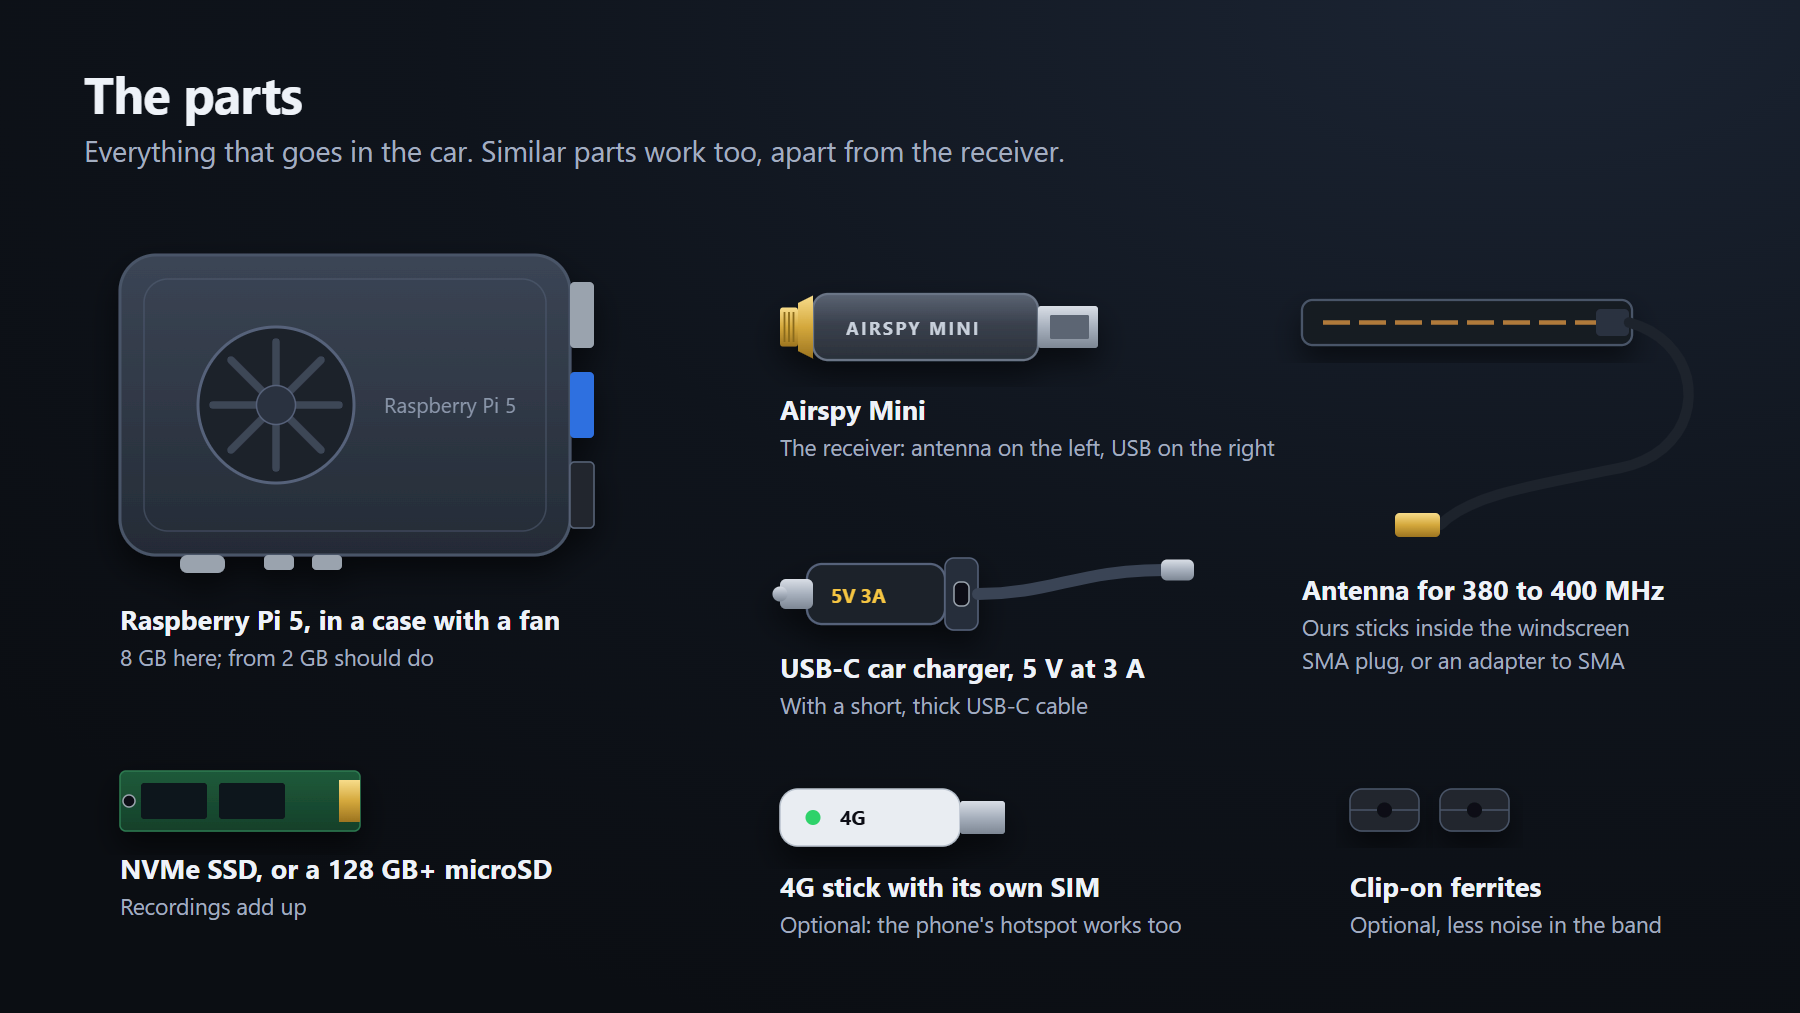 The parts
Everything that goes in the car. Similar parts work too, apart from the receiver.
Raspberry Pi 5
Raspberry Pi 5, in a case with a fan
8 GB here; from 2 GB should do
AIRSPY MINI
Airspy Mini
The receiver: antenna on the left, USB on the right
Antenna for 380 to 400 MHz
Ours sticks inside the windscreen
SMA plug, or an adapter to SMA
5V 3A
USB-C car charger, 5 V at 3 A
With a short, thick USB-C cable
NVMe SSD, or a 128 GB+ microSD
Recordings add up
4G
4G stick with its own SIM
Optional: the phone's hotspot works too
Clip-on ferrites
Optional, less noise in the band